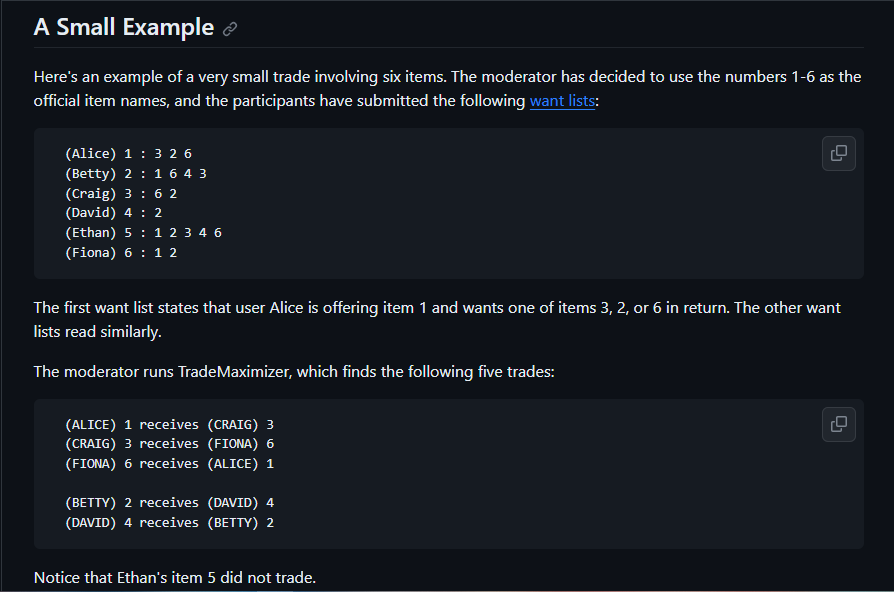 A Small Example
Here's an example of a very small trade involving six items. The moderator has decided to use the numbers 1-6 as the
official item names, and the participants have submitted the following want lists:
(Alice) 1 : 3 2 6
(Betty) 2 : 1 6 4 3
(Craig) 3 : 6 2
(David) 4 : 2
(Ethan) 5 : 1 2 3 4 6
(Fiona) 6 : 1 2
The first want list states that user Alice is offering item 1 and wants one of items 3, 2, or 6 in return. The other want
lists read similarly.
The moderator runs TradeMaximizer, which finds the following five trades:
(ALICE) 1 receives (CRAIG) 3
(CRAIG) 3 receives (FIONA) 6
(FIONA) 6 receives (ALICE) 1
(BETTY) 2 receives (DAVID) 4
(DAVID) 4 receives (BETTY) 2
Notice that Ethan's item 5 did not trade.